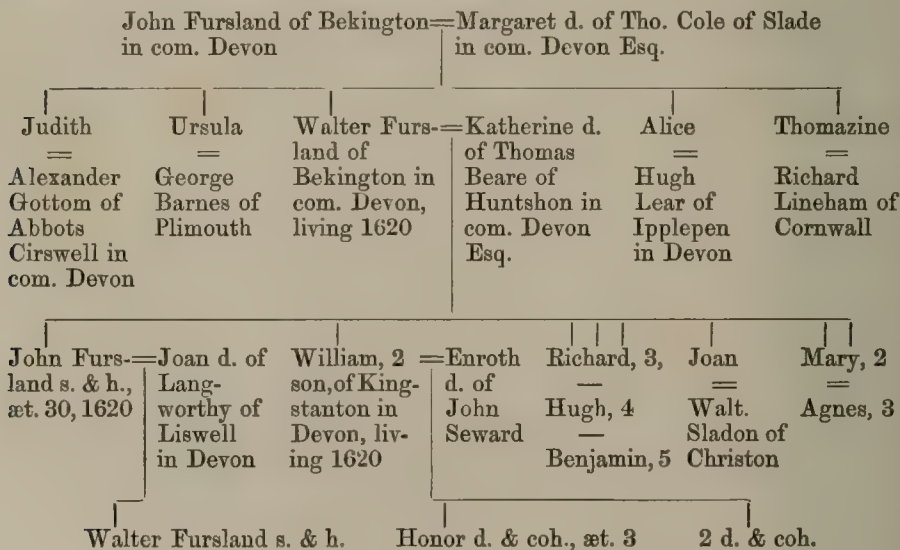 John Fursland of Bekington=Margaret d. of Tho. Cole of Slade
in com. Devon
in com. Devon Esq.
Judith
=
Alexander
Gottom of
Abbots
Cirswell in
com. Devon
Ursula
=
George
Barnes of
Plimouth
Walter Furs-
land of
Bekington in
com. Devon,
living 1620
=Katherine d.
of Thomas
Beare of
Huntshon in
com. Devon
Esq.
Alice
=
Hugh
Lear of
Ipplepen
in Devon
Thomazine
=
Richard
Lineham of
Cornwall
John Furs-
land s. & h.,
æt. 30, 1620
=Joan d. of
Lang-
worthy of
Liswell
in Devon
William, 2
son, of King-
stanton in
Devon, liv-
ing 1620
=Enroth
d. of
John
Seward
Richard, 3,
—
Hugh, 4
—
Benjamin, 5
Joan
=
Walt.
Sladon of
Christon
Mary, 2
=
Agnes, 3
Walter Fursland s. & h.
Honor d. & coh., æt. 3
2 d. & coh.